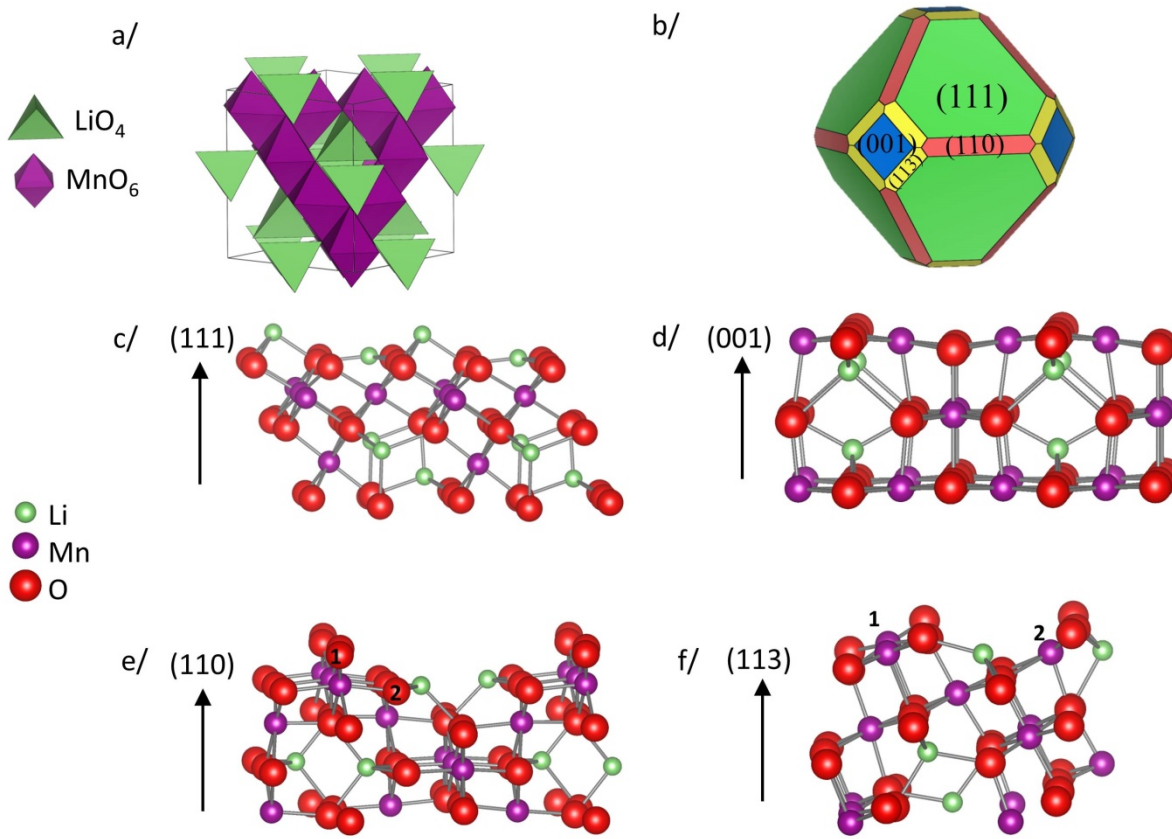 a/
b/
LiO4
MnO6
(111)
(001)
(110)
(113)
c/ (111)
d/ (001)
Li
Mn
O
e/ (110)
1
2
f/ (113)
1
2